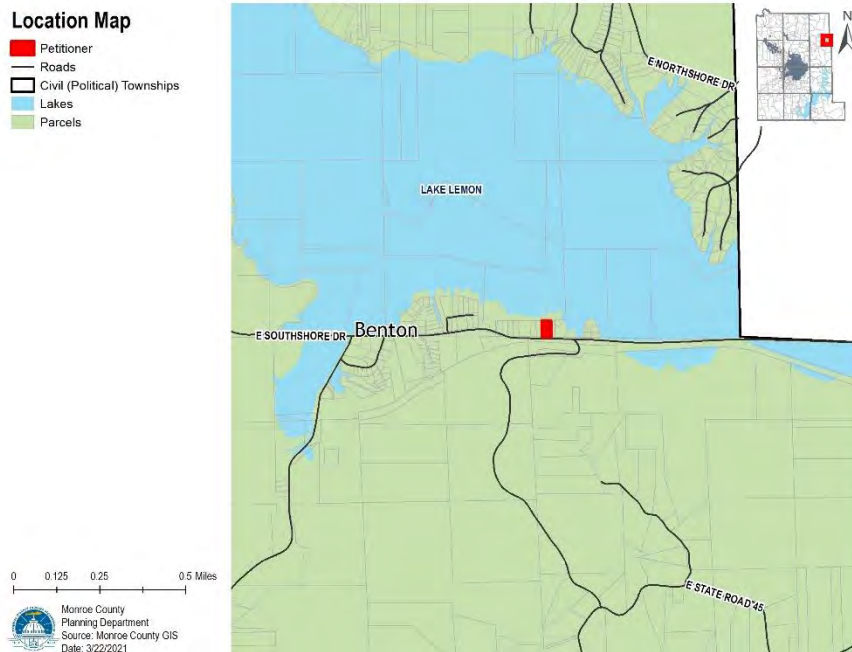 Location Map
Petitioner
Roads
Civil (Political) Townships
Lakes
Parcels
N
E NORTHSHORE DR
LAKE LEMON
E SOUTHSHORE DR
Benton
E STATE ROAD 45
0 0.125 0.25 0.5 Miles
Monroe County
Planning Department
Source: Monroe County GIS
Date: 3/22/2021